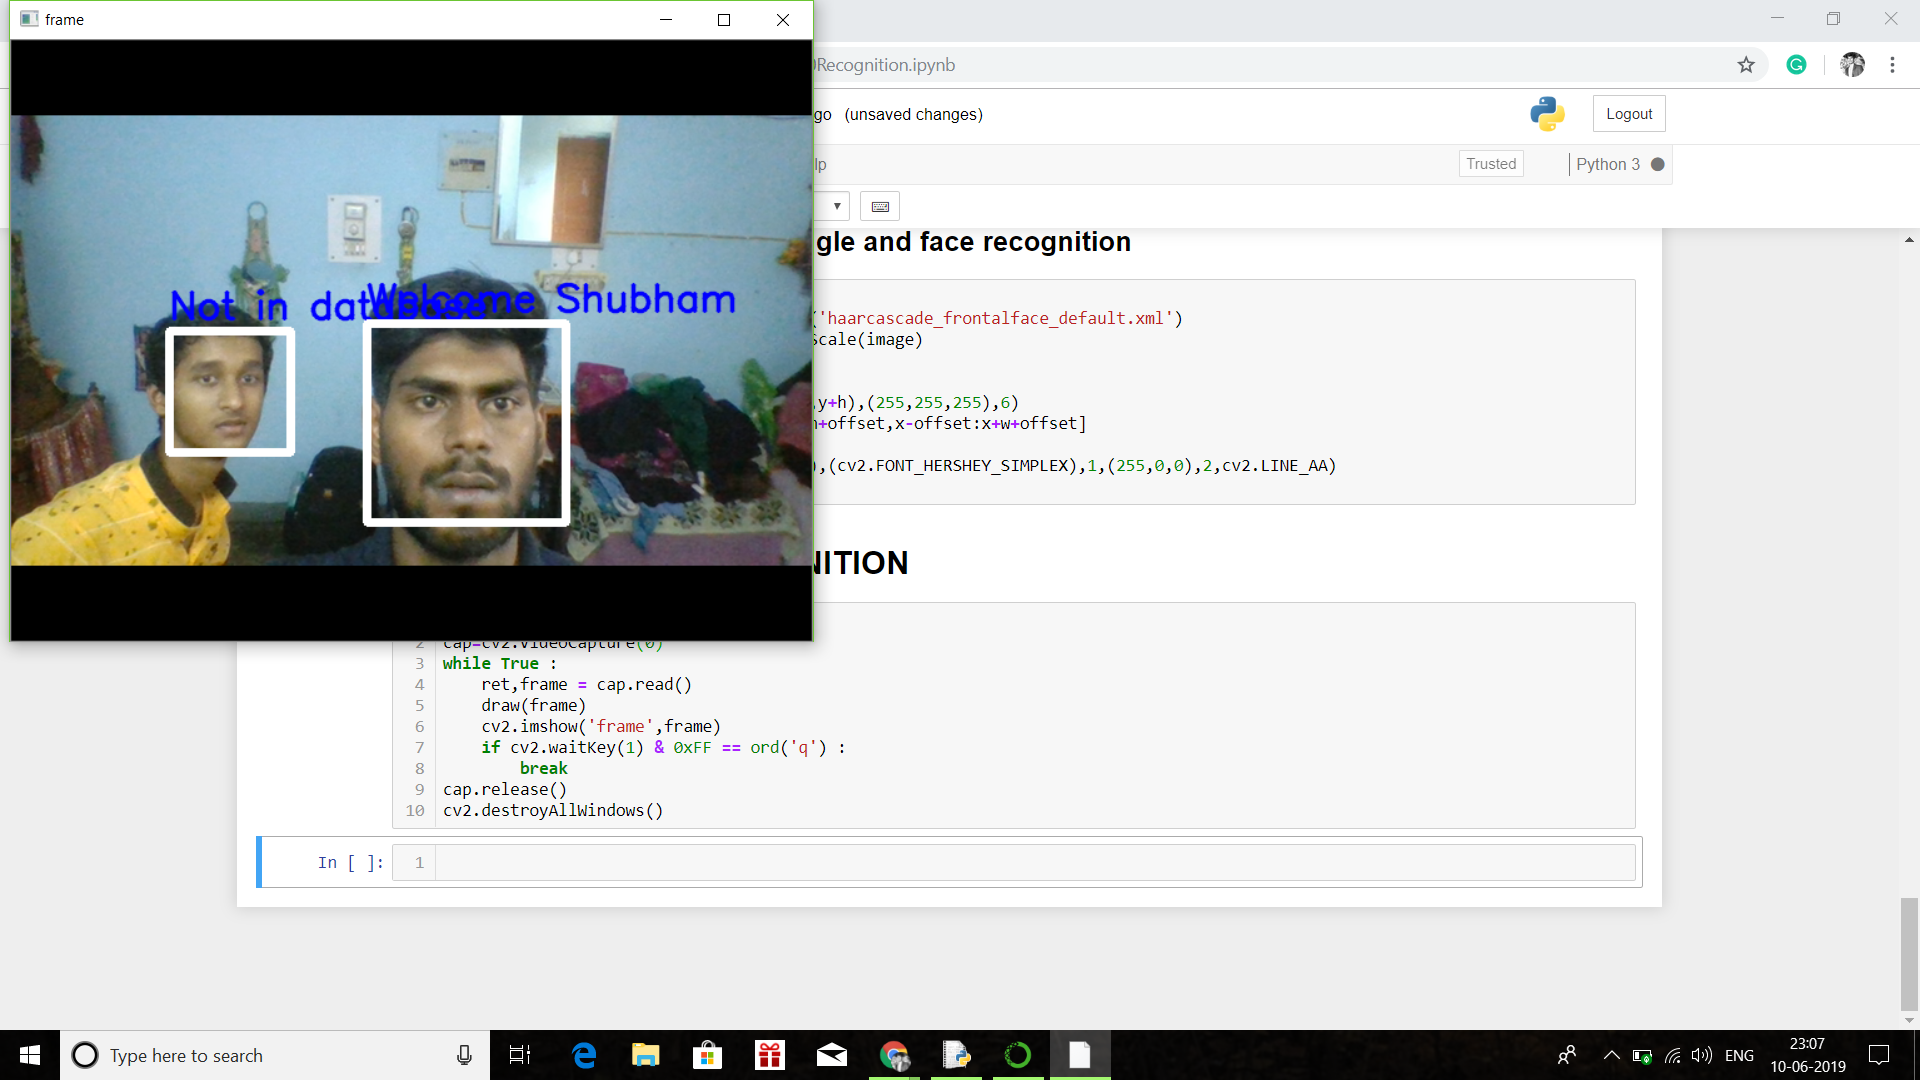 frame
Recognition.ipynb
go (unsaved changes)
Logout
lp
Trusted
Python 3
gle and face recognition
Not in database
Welcome Shubham
('haarcascade_frontalface_default.xml')
Scale(image)
,y+h),(255,255,255),6)
h+offset,x-offset:x+w+offset]
),(cv2.FONT_HERSHEY_SIMPLEX),1,(255,0,0),2,cv2.LINE_AA)
NITION
2 cap=cv2.VideoCapture(0)
3 while True :
4 ret,frame = cap.read()
5 draw(frame)
6 cv2.imshow('frame',frame)
7 if cv2.waitKey(1) & 0xFF == ord('q') :
8 break
9 cap.release()
10 cv2.destroyAllWindows()
In [ ]: 1
Type here to search
ENG
23:07
10-06-2019